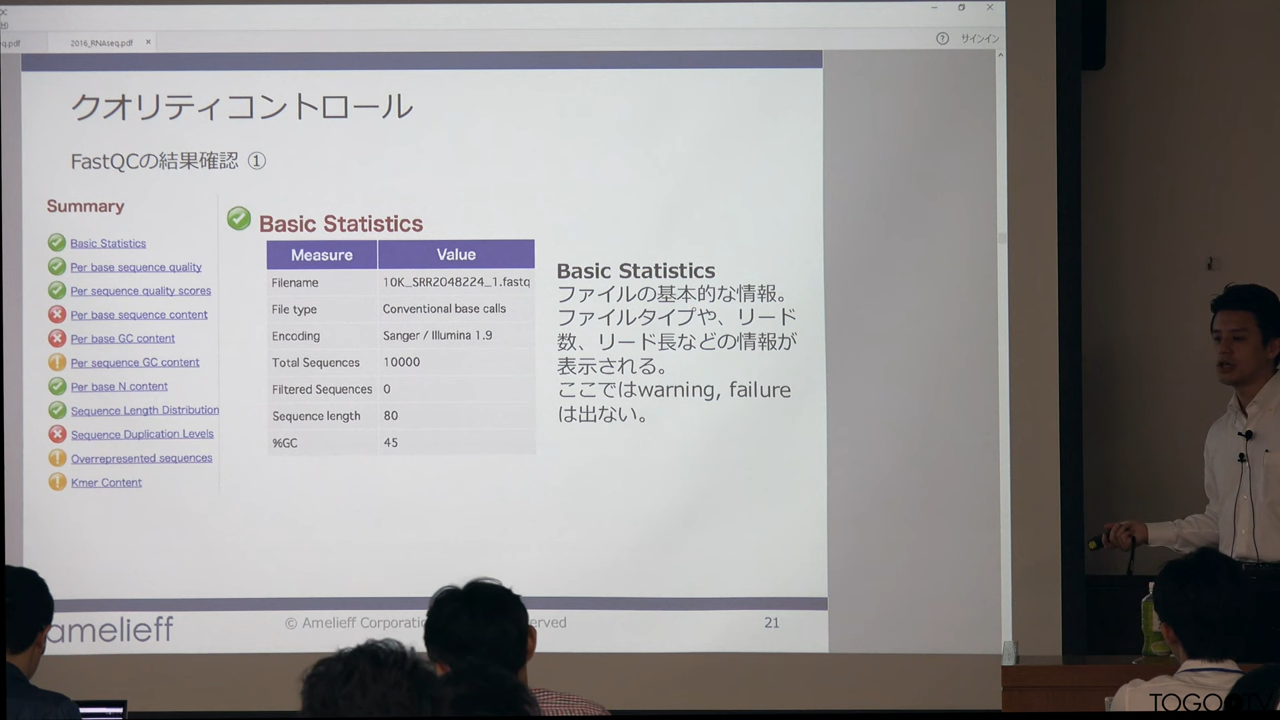 q.pdf
2016_RNAseq.pdf
サインイン
クオリティコントロール
FastQCの結果確認 ①
Summary
Basic Statistics
Per base sequence quality
Per sequence quality scores
Per base sequence content
Per base GC content
Per sequence GC content
Per base N content
Sequence Length Distribution
Sequence Duplication Levels
Overrepresented sequences
Kmer Content
Basic Statistics
Measure Value
Filename 10K_SRR2048224_1.fastq
File type Conventional base calls
Encoding Sanger / Illumina 1.9
Total Sequences 10000
Filtered Sequences 0
Sequence length 80
%GC 45
Basic Statistics
ファイルの基本的な情報。
ファイルタイプや、リード
数、リード長などの情報が
表示される。
ここではwarning, failure
は出ない。
amelieff
© Amelieff erved
21
TOGO TV